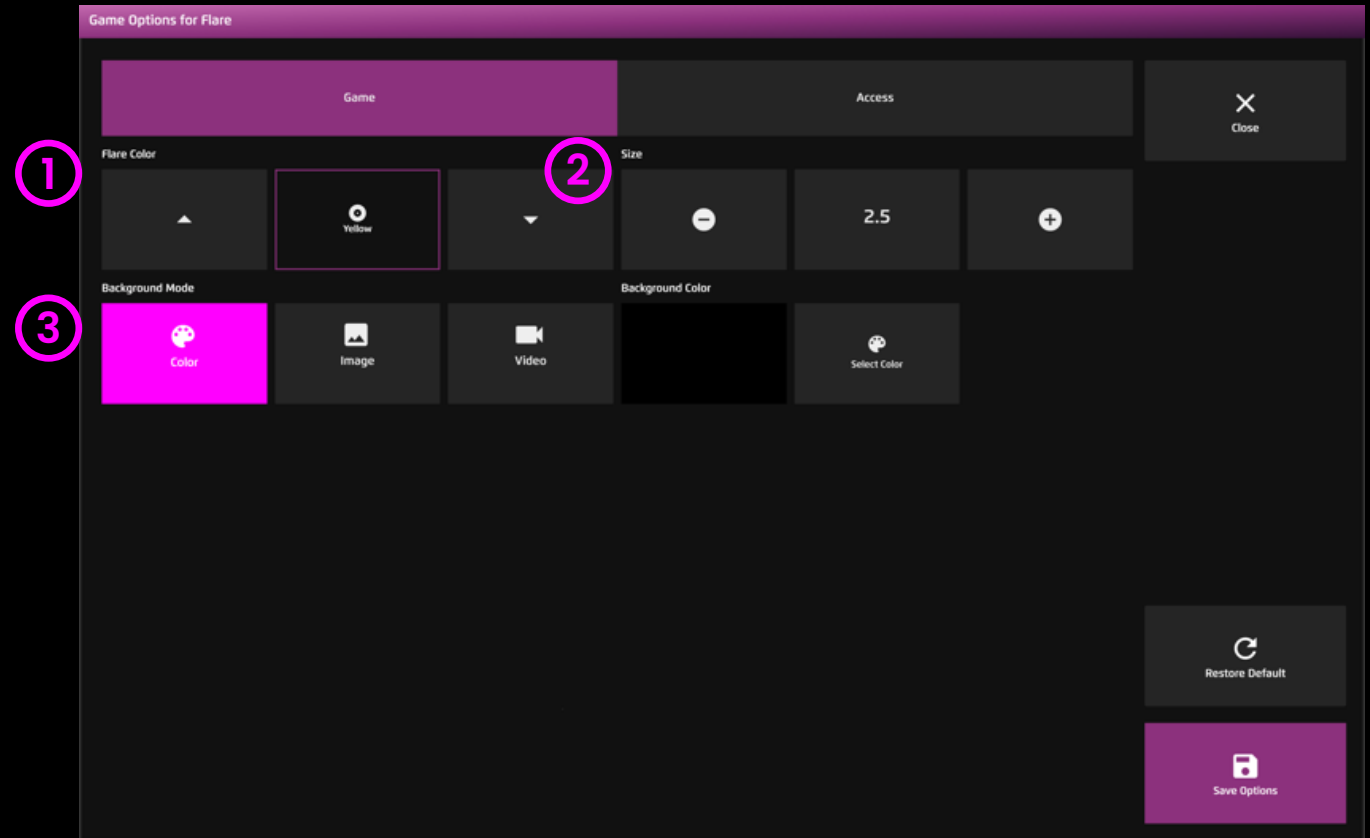 Game Options for Flare
Game
Access
Close
1
Flare Color
2
Size
Yellow
2.5
3
Background Mode
Background Color
Color
Image
Video
Select Color
Restore Default
Save Options